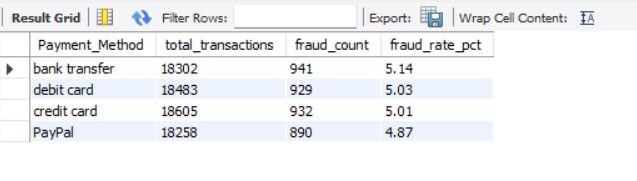 Result Grid Filter Rows: Export: Wrap Cell Content: IA
Payment_Method total_transactions fraud_count fraud_rate_pct
bank transfer 18302 941 5.14
debit card 18483 929 5.03
credit card 18605 932 5.01
PayPal 18258 890 4.87